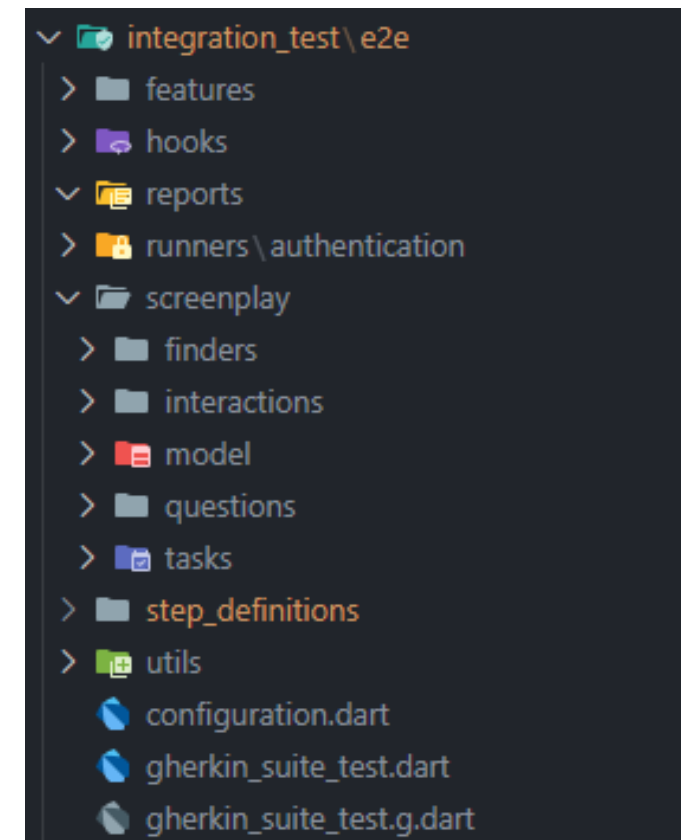 integration_test\e2e
features
hooks
reports
runners\authentication
screenplay
finders
interactions
model
questions
tasks
step_definitions
utils
configuration.dart
gherkin_suite_test.dart
gherkin_suite_test.g.dart